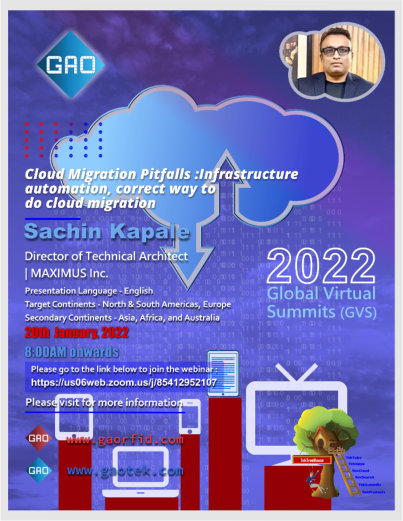 GAO
Cloud Migration Pitfalls :Infrastructure
automation, correct way to
do cloud migration
Sachin Kapale
Director of Technical Architect
| MAXIMUS Inc.
Presentation Language - English
Target Continents - North & South Americas, Europe
Secondary Continents - Asia, Africa, and Australia
20th January, 2022
8:00AM onwards
2022
Global Virtual
Summits (GVS)
Please go to the link below to join the webinar :
https://us06web.zoom.us/j/85412952107
Please visit for more information
GAO
www.gaorfid.com
GAO
www.gaotek.com